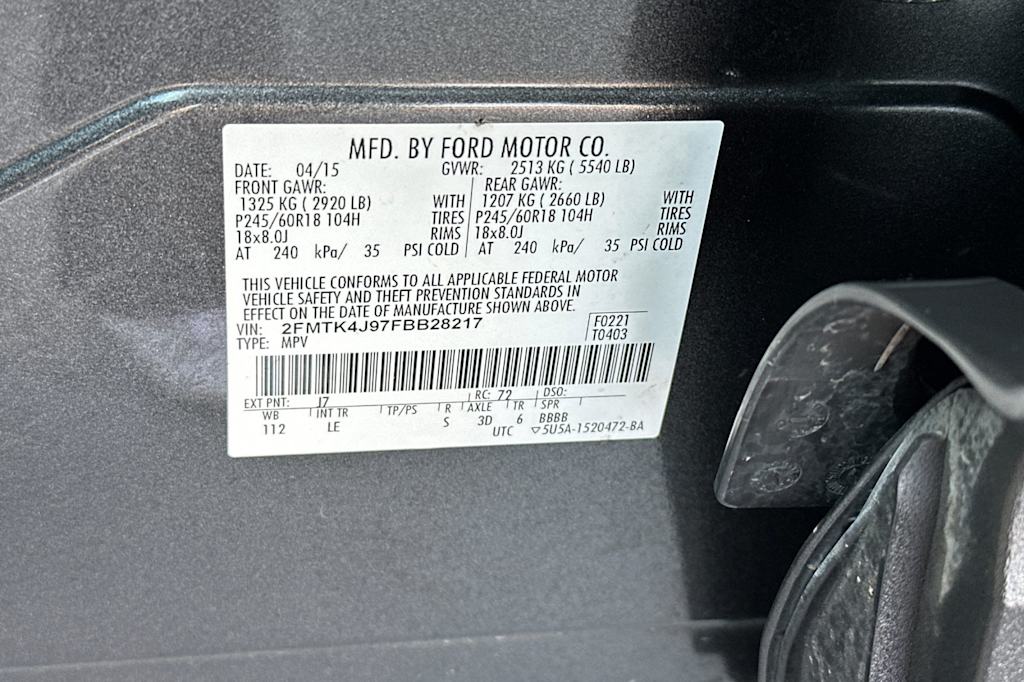 MFD. BY FORD MOTOR CO.
DATE: 04/15 GVWR: 2513 KG ( 5540 LB)
FRONT GAWR: REAR GAWR:
1325 KG ( 2920 LB) WITH 1207 KG ( 2660 LB) WITH
P245/60R18 104H TIRES P245/60R18 104H TIRES
18x8.0J RIMS 18x8.0J RIMS
AT 240 kPa/ 35 PSI COLD AT 240 kPa/ 35 PSI COLD
THIS VEHICLE CONFORMS TO ALL APPLICABLE FEDERAL MOTOR
VEHICLE SAFETY AND THEFT PREVENTION STANDARDS IN
EFFECT ON THE DATE OF MANUFACTURE SHOWN ABOVE.
VIN: 2FMTK4J97FBB28217 F0221
TYPE: MPV T0403
EXT PNT: J7 RC: 72 DSO:
WB INT TR TP/PS R AXLE TR SPR
112 LE S 3D 6 BBBB
UTC ▽5U5A-1520472-BA